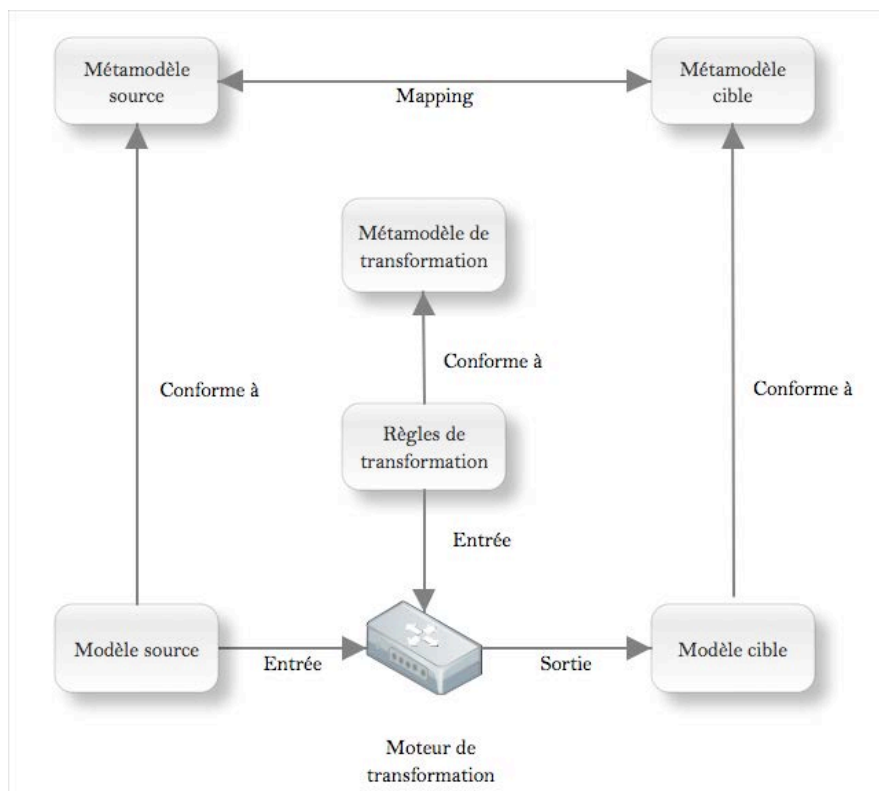 Métamodèle
source
Mapping
Métamodèle
cible
Métamodèle de
transformation
Conforme à
Conforme à
Conforme à
Règles de
transformation
Entrée
Modèle source
Entrée
Sortie
Modèle cible
Moteur de
transformation